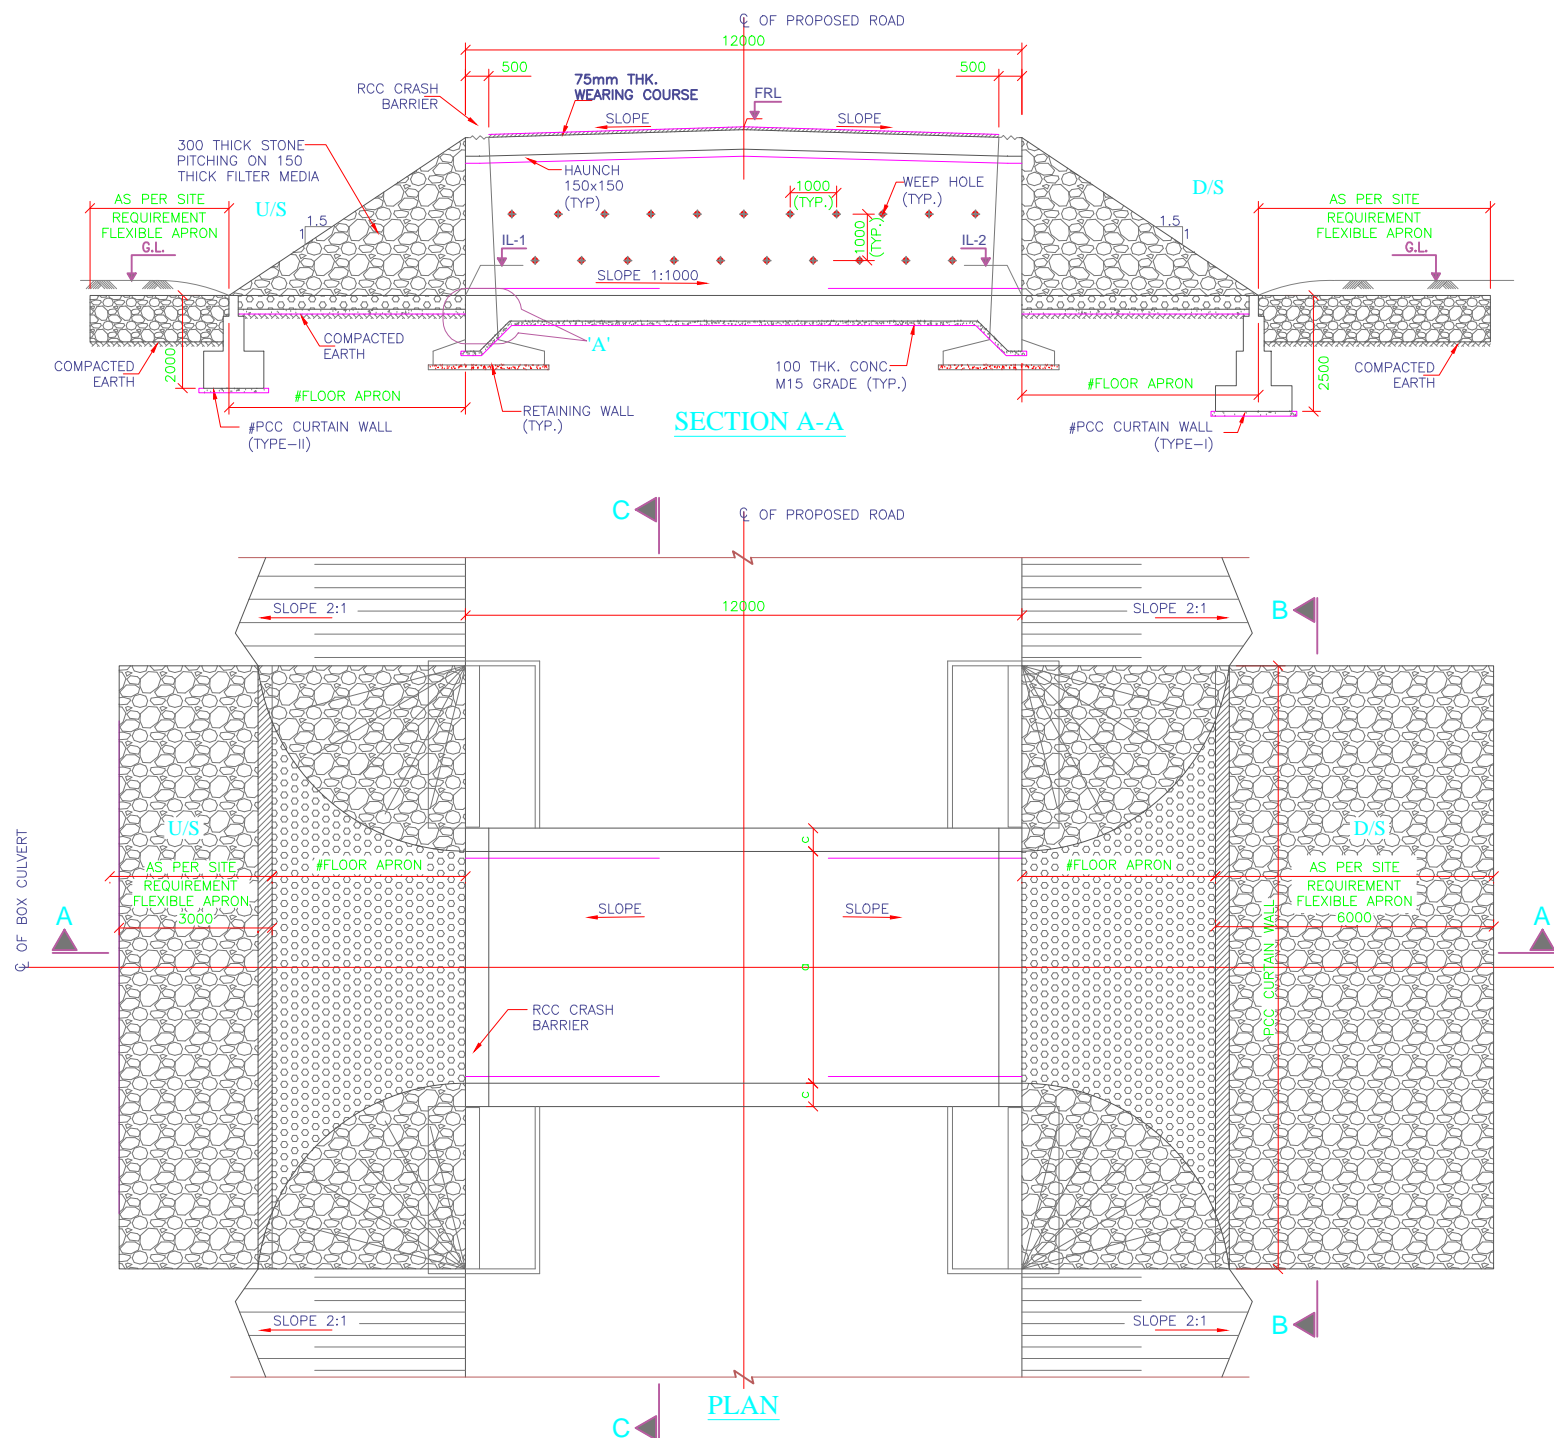 ℄ OF PROPOSED ROAD
12000
500
500
75mm THK.
WEARING COURSE
RCC CRASH
BARRIER
FRL
SLOPE
SLOPE
300 THICK STONE
PITCHING ON 150
THICK FILTER MEDIA
HAUNCH
150x150
(TYP)
1000
(TYP.)
WEEP HOLE
(TYP.)
D/S
AS PER SITE
REQUIREMENT
FLEXIBLE APRON
G.L.
U/S
1.5
1
1000
(TYP.)
1.5
1
AS PER SITE
REQUIREMENT
FLEXIBLE APRON
G.L.
IL-1
IL-2
SLOPE 1:1000
COMPACTED
EARTH
'A'
COMPACTED
EARTH
2000
100 THK. CONC.
M15 GRADE (TYP.)
2500
COMPACTED
EARTH
#FLOOR APRON
#FLOOR APRON
RETAINING WALL
(TYP.)
SECTION A-A
#PCC CURTAIN WALL
(TYPE-II)
#PCC CURTAIN WALL
(TYPE-I)
C
℄ OF PROPOSED ROAD
SLOPE 2:1
12000
SLOPE 2:1
B
U/S
D/S
c
AS PER SITE
REQUIREMENT
FLEXIBLE APRON
3000
#FLOOR APRON
#FLOOR APRON
AS PER SITE
REQUIREMENT
FLEXIBLE APRON
6000
℄ OF BOX CULVERT
A
SLOPE
SLOPE
A
PCC CURTAIN WALL
RCC CRASH
BARRIER
c
SLOPE 2:1
SLOPE 2:1
B
PLAN
C